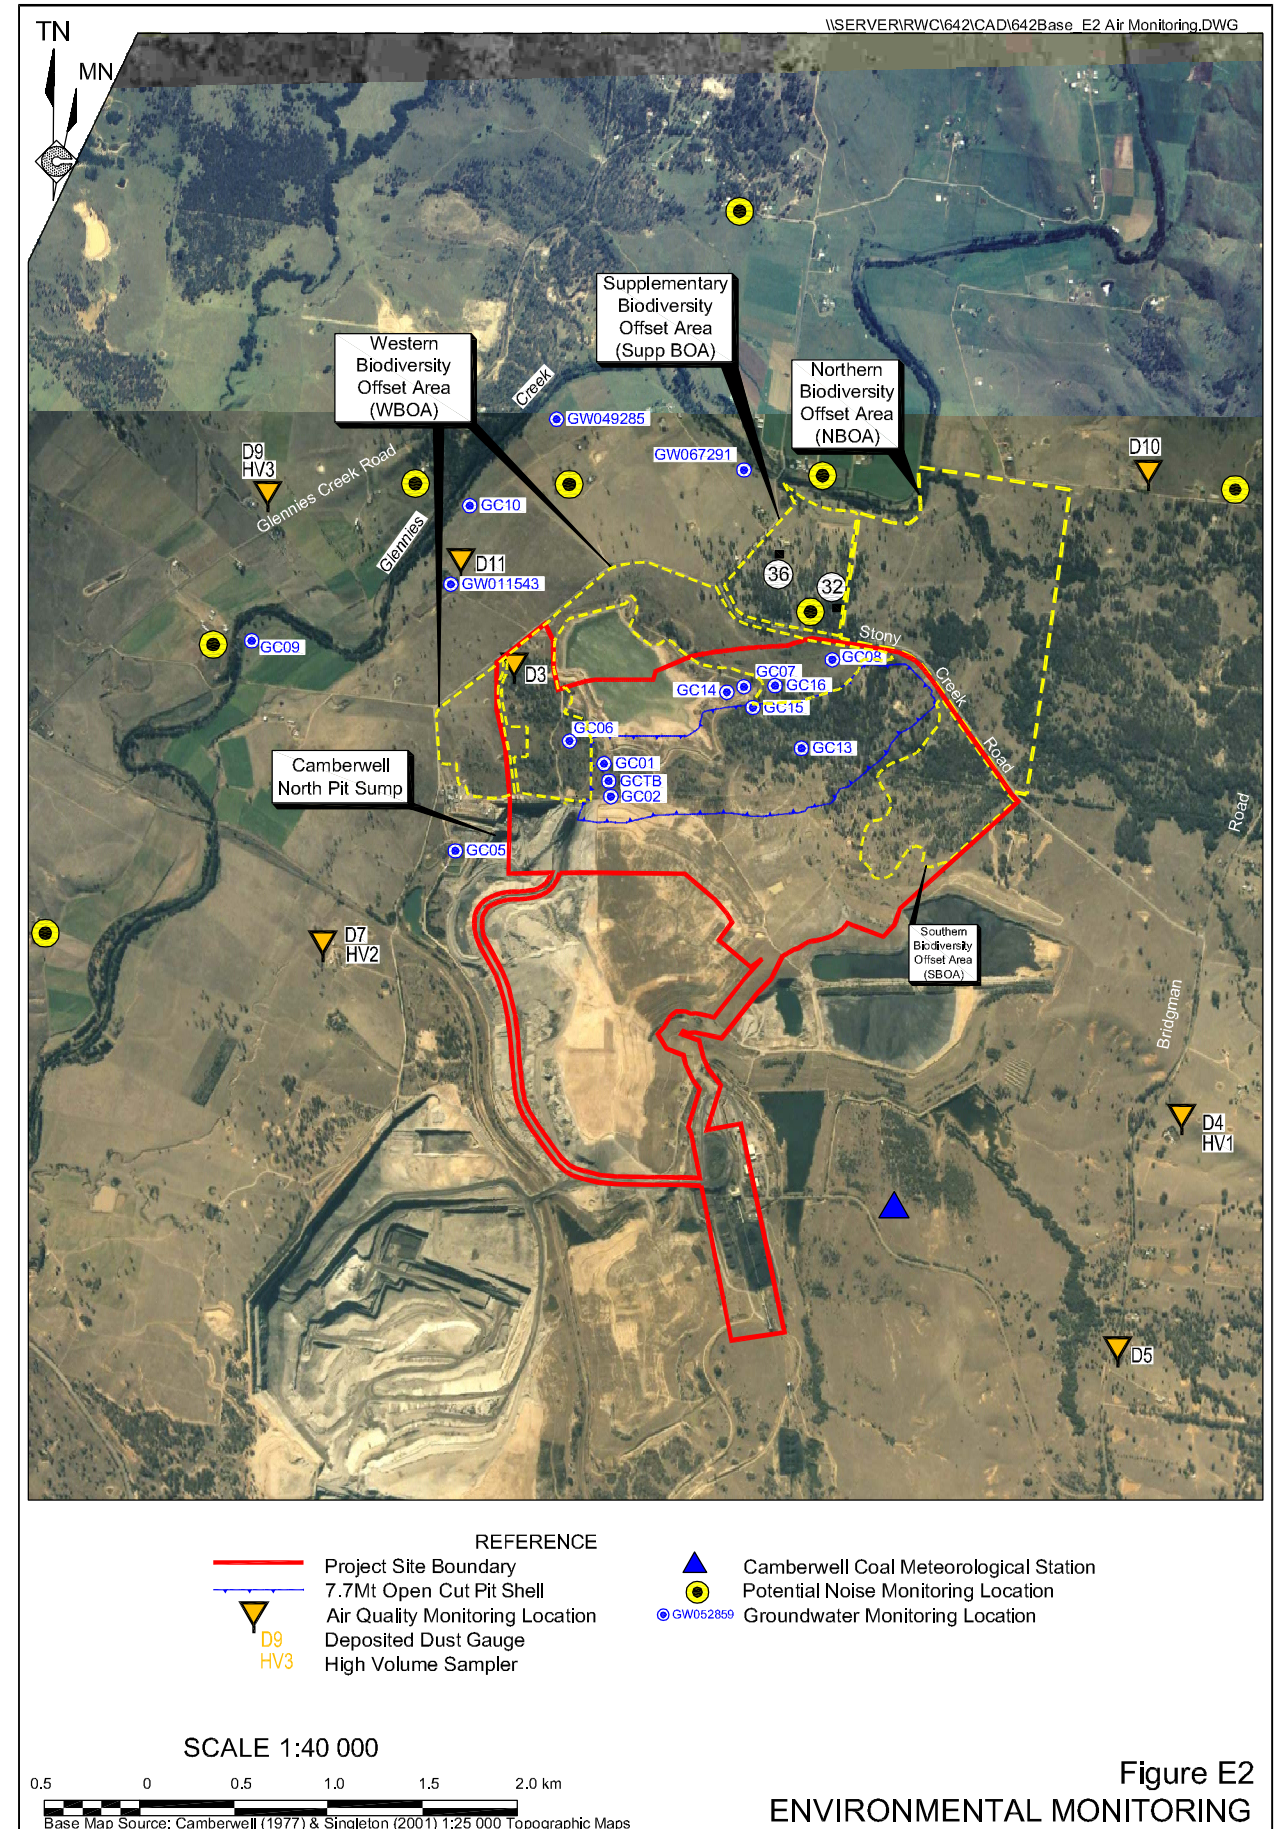 \\SERVER\RWC\642\CAD\642Base_E2 Air Monitoring.DWG
TN
MN
Supplementary
Biodiversity
Offset Area
(Supp BOA)
Western
Biodiversity
Offset Area
(WBOA)
Northern
Biodiversity
Offset Area
(NBOA)
Creek
GW049285
GW067291
D9
HV3
Glennies Creek Road
D10
GC10
Glennies
D11
GW011543
36
32
GC09
Stony
GC08
D3
GC07
GC14
GC16
Creek
GC15
GC06
GC13
Road
Camberwell
North Pit Sump
GC01
GCTB
GC02
Road
GC05
D7
HV2
Southern
Biodiversity
Offset Area
(SBOA)
Bridgman
D4
HV1
D5
REFERENCE
Project Site Boundary
7.7Mt Open Cut Pit Shell
Air Quality Monitoring Location
D9 Deposited Dust Gauge
HV3 High Volume Sampler
Camberwell Coal Meteorological Station
Potential Noise Monitoring Location
GW052859 Groundwater Monitoring Location
SCALE 1:40 000
0.5 0 0.5 1.0 1.5 2.0 km
Base Map Source: Camberwell (1977) & Singleton (2001) 1:25 000 Topographic Maps
Figure E2
ENVIRONMENTAL MONITORING